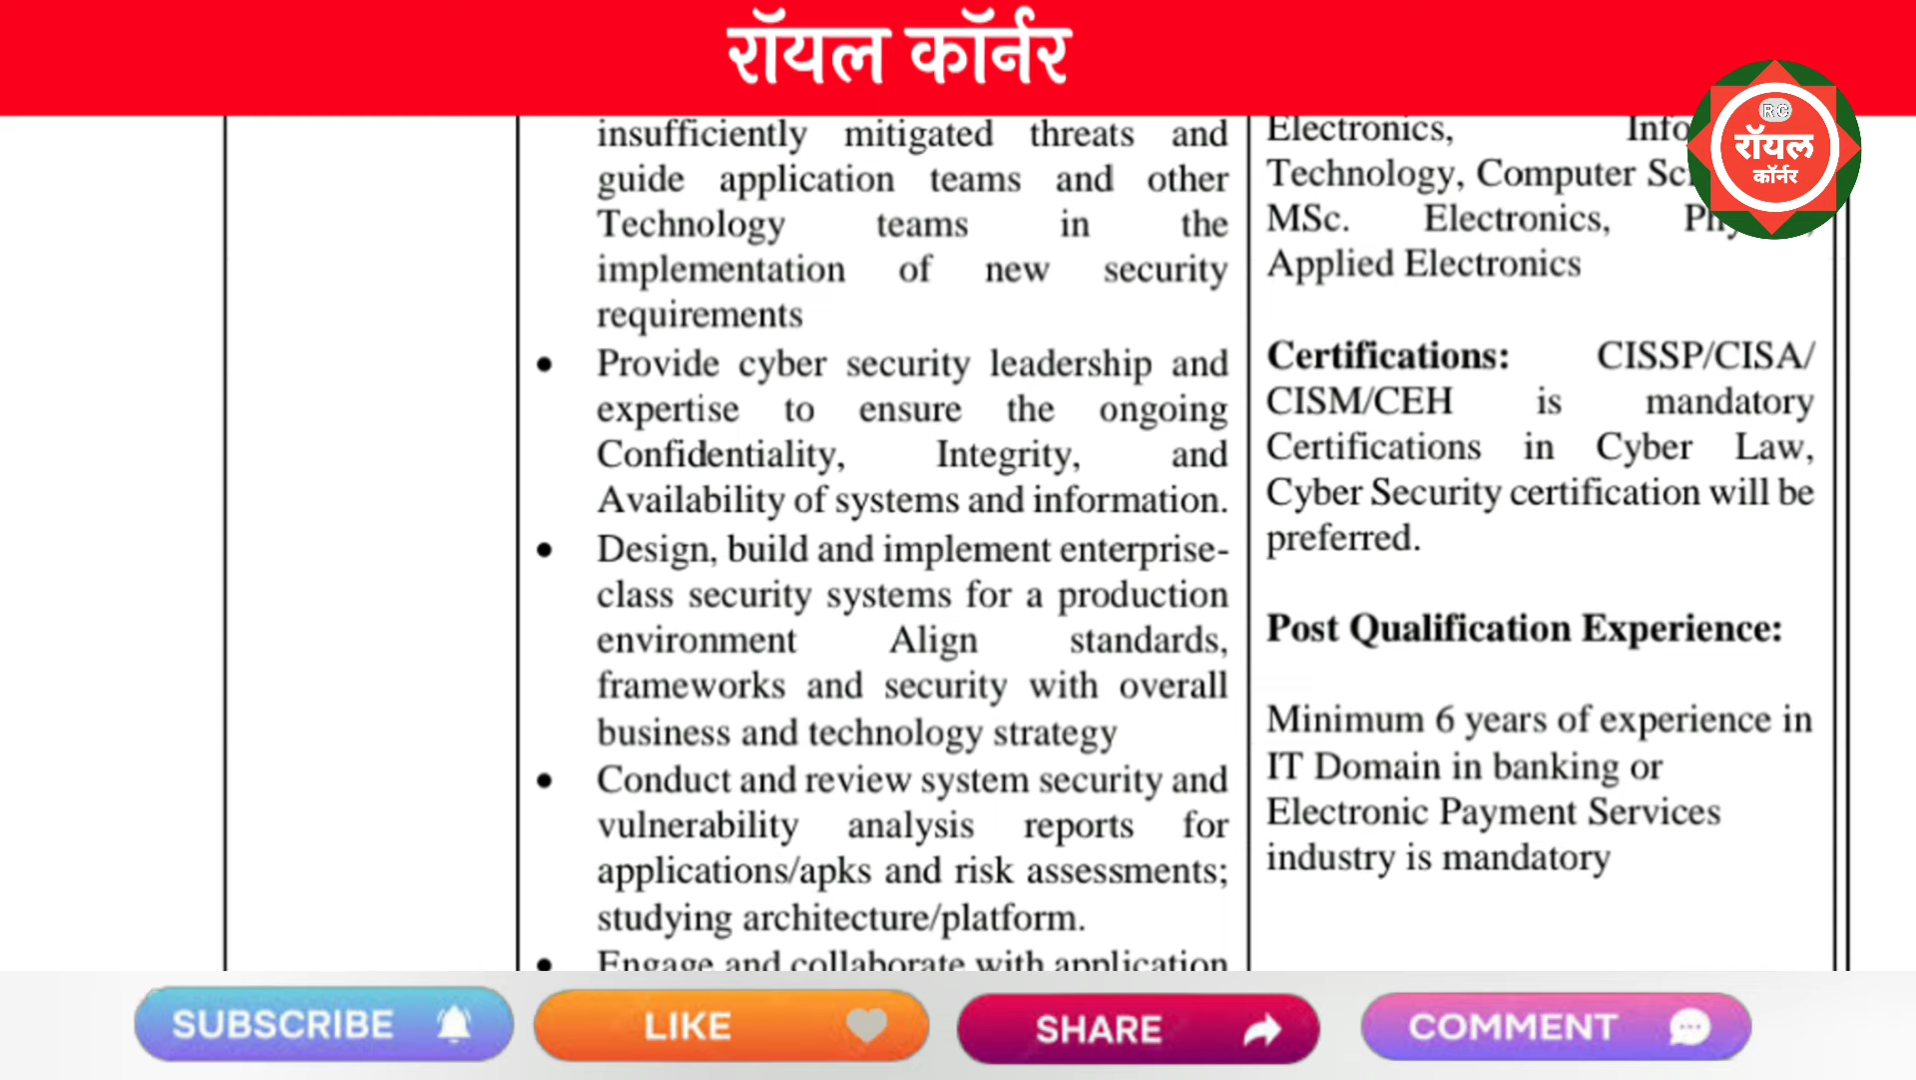 रॉयल कॉर्नर
insufficiently mitigated threats and
guide application teams and other
Technology teams in the
implementation of new security
requirements
● Provide cyber security leadership and
expertise to ensure the ongoing
Confidentiality, Integrity, and
Availability of systems and information.
● Design, build and implement enterprise-
class security systems for a production
environment Align standards,
frameworks and security with overall
business and technology strategy
● Conduct and review system security and
vulnerability analysis reports for
applications/apks and risk assessments;
studying architecture/platform.
● Engage and collaborate with application
Electronics,
Technology, Computer
MSc. Electronics,
Applied Electronics
Certifications: CISSP/CISA/
CISM/CEH is mandatory
Certifications in Cyber Law,
Cyber Security certification will be
preferred.
Post Qualification Experience:
Minimum 6 years of experience in
IT Domain in banking or
Electronic Payment Services
industry is mandatory
RC
रॉयल
कॉर्नर
SUBSCRIBE
LIKE
SHARE
COMMENT